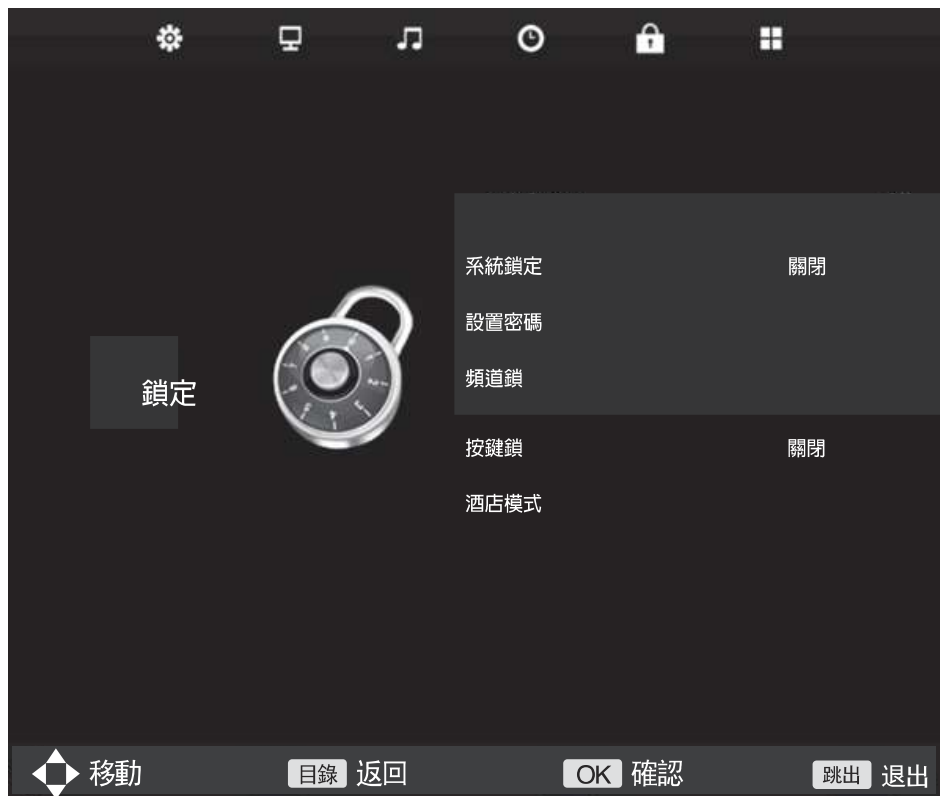 系統鎖定 關閉
設置密碼
頻道鎖
鎖定
按鍵鎖 關閉
酒店模式
移動 目錄 返回 OK 確認 跳出 退出